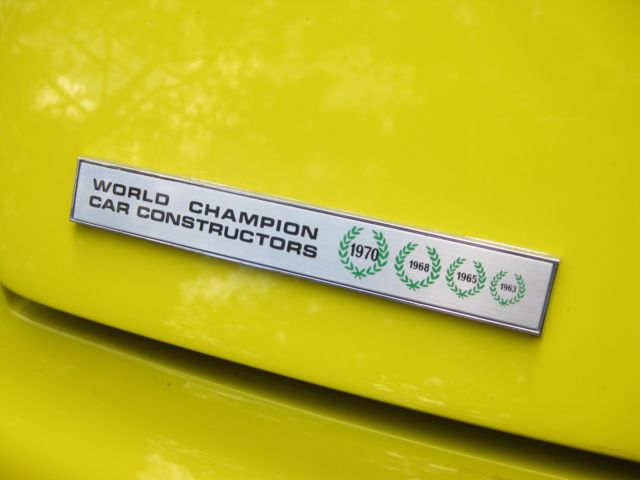 WORLD CHAMPION
CAR CONSTRUCTORS
1970 1968 1965 1963